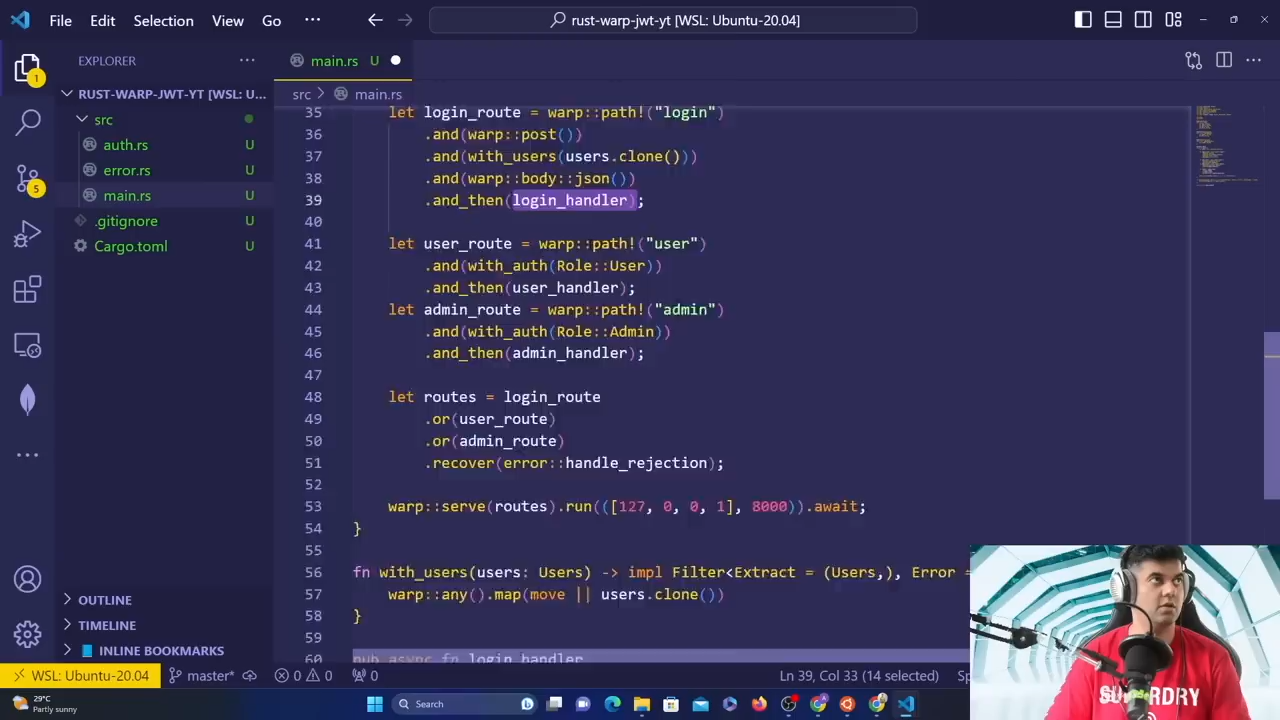 File Edit Selection View Go ···
rust-warp-jwt-yt [WSL: Ubuntu-20.04]
EXPLORER
main.rs U
RUST-WARP-JWT-YT [WSL: U...
src > main.rs
1
src
auth.rs U
error.rs U
main.rs U
.gitignore U
Cargo.toml U
5
35 let login_route = warp::path!("login")
36 .and(warp::post())
37 .and(with_users(users.clone()))
38 .and(warp::body::json())
39 .and_then(login_handler);
40
41 let user_route = warp::path!("user")
42 .and(with_auth(Role::User))
43 .and_then(user_handler);
44 let admin_route = warp::path!("admin")
45 .and(with_auth(Role::Admin))
46 .and_then(admin_handler);
47
48 let routes = login_route
49 .or(user_route)
50 .or(admin_route)
51 .recover(error::handle_rejection);
52
53 warp::serve(routes).run(([127, 0, 0, 1], 8000)).await;
54 }
55
56 fn with_users(users: Users) -> impl Filter<Extract = (Users,), Error =
57 warp::any().map(move || users.clone())
58 }
59
60 pub async fn login_handler
OUTLINE
TIMELINE
INLINE BOOKMARKS
WSL: Ubuntu-20.04 master* 0 0 0 Ln 39, Col 33 (14 selected) Sp
29°C
Partly sunny
Search
SUPERDRY